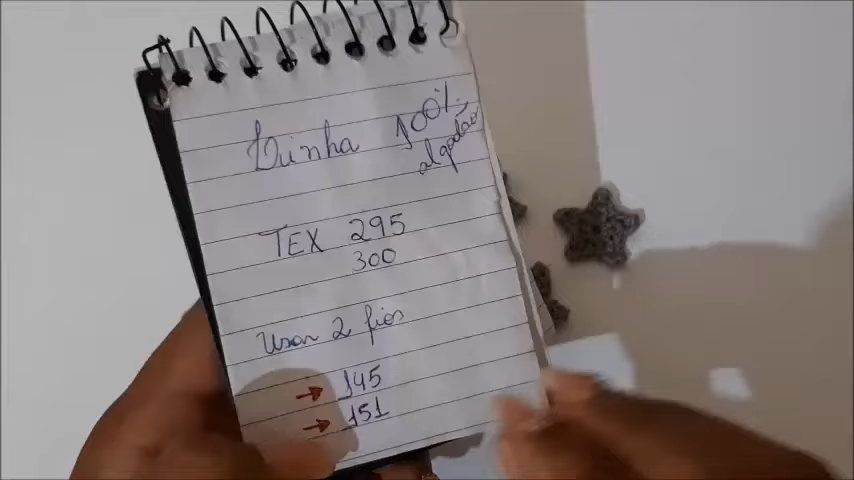 Linha 100%
algodão
TEX 295
300
Usar 2 fios
→ 145
→ 151